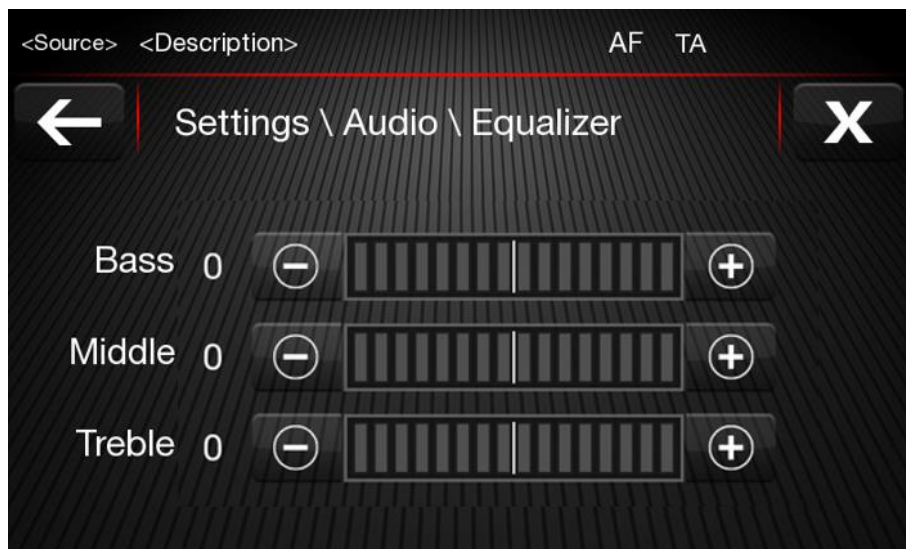 <Source> <Description> AF TA
Settings \ Audio \ Equalizer X
Bass 0
Middle 0
Treble 0